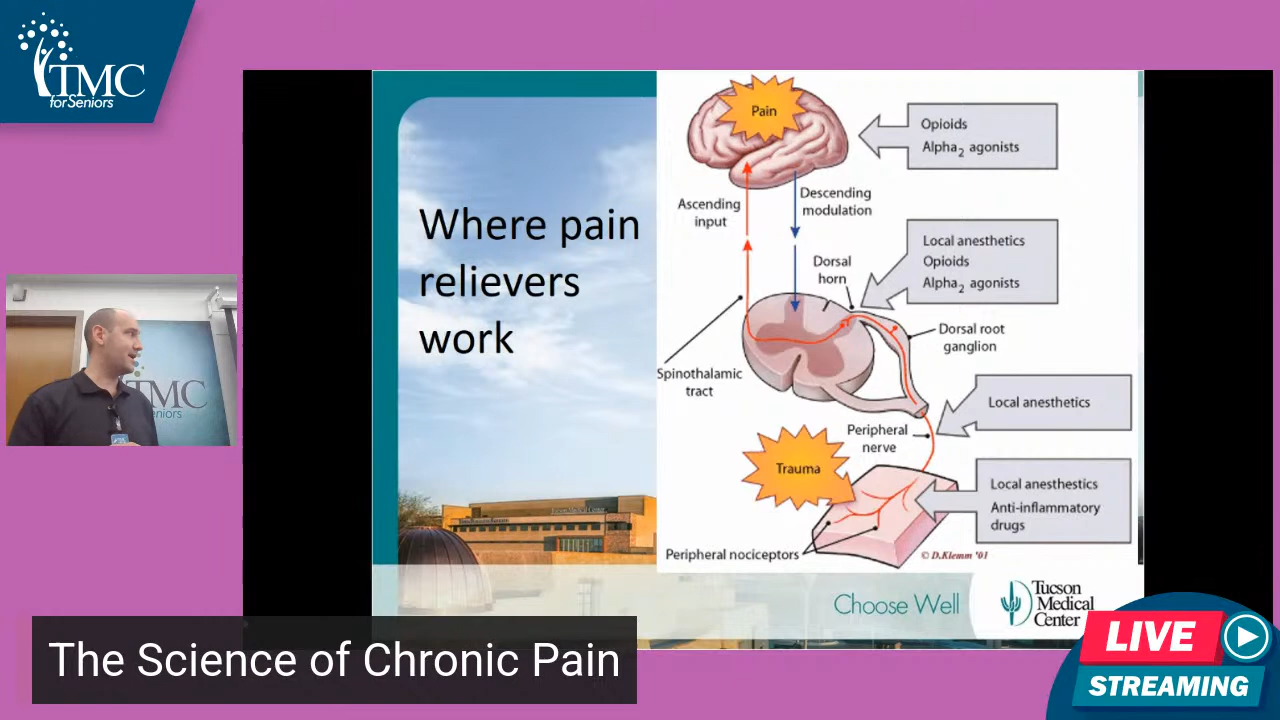 TMC
for Seniors
Where pain
relievers
work
Pain
Opioids
Alpha2 agonists
Ascending
input
Descending
modulation
Local anesthetics
Opioids
Alpha2 agonists
Dorsal
horn
Dorsal root
ganglion
Spinothalamic
tract
Local anesthetics
Peripheral
nerve
Trauma
Local anesthestics
Anti-inflammatory
drugs
Peripheral nociceptors
© D.Klemm '01
TMC
Choose Well
Tucson
Medical
Center
The Science of Chronic Pain
LIVE
STREAMING